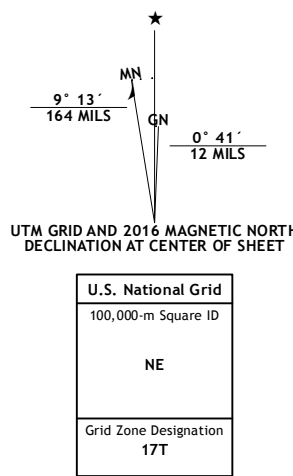 MN
9° 13´
164 MILS
GN
0° 41´
12 MILS
UTM GRID AND 2016 MAGNETIC NORTH
DECLINATION AT CENTER OF SHEET
U.S. National Grid
100,000-m Square ID
NE
Grid Zone Designation
17T